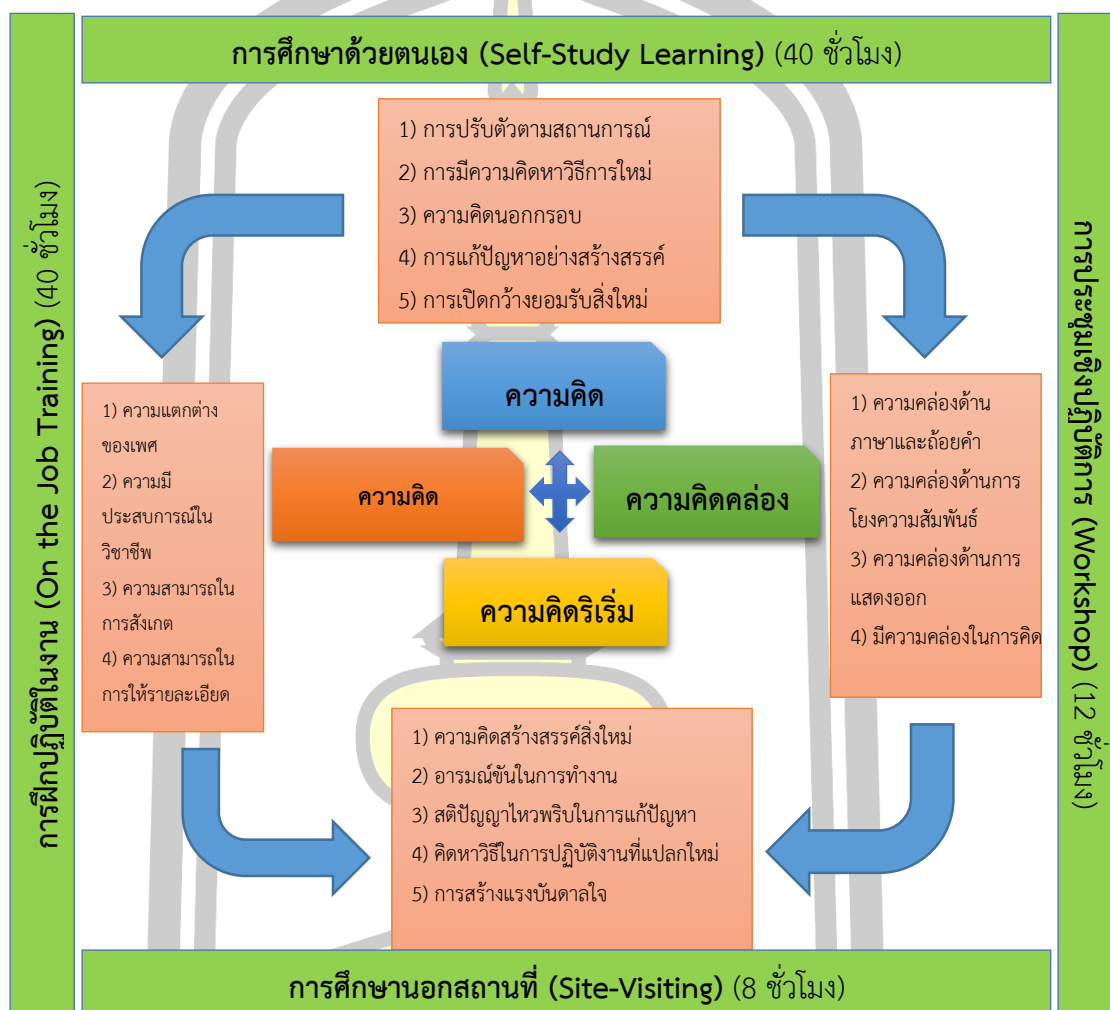 การศึกษาด้วยตนเอง (Self-Study Learning) (40 ชั่วโมง)
การฝึกปฏิบัติในงาน (On the Job Training) (40 ชั่วโมง)
1) การปรับตัวตามสถานการณ์
2) การมีความคิดหาวิธีการใหม่
3) ความคิดนอกกรอบ
4) การแก้ปัญหาอย่างสร้างสรรค์
5) การเปิดกว้างยอมรับสิ่งใหม่
การประชุมเชิงปฏิบัติการ (Workshop) (12 ชั่วโมง)
ความคิด
1) ความแตกต่าง
ของเพศ
2) ความมี
ประสบการณ์ใน
วิชาชีพ
3) ความสามารถใน
การสังเกต
4) ความสามารถใน
การให้รายละเอียด
ความคิด
ความคิดคล่อง
1) ความคล่องด้าน
ภาษาและถ้อยคำ
2) ความคล่องด้านการ
โยงความสัมพันธ์
3) ความคล่องด้านการ
แสดงออก
4) มีความคล่องในการคิด
ความคิดริเริ่ม
1) ความคิดสร้างสรรค์สิ่งใหม่
2) อารมณ์ขันในการทำงาน
3) สติปัญญาไหวพริบในการแก้ปัญหา
4) คิดหาวิธีในการปฏิบัติงานที่แปลกใหม่
5) การสร้างแรงบันดาลใจ
การศึกษานอกสถานที่ (Site-Visiting) (8 ชั่วโมง)